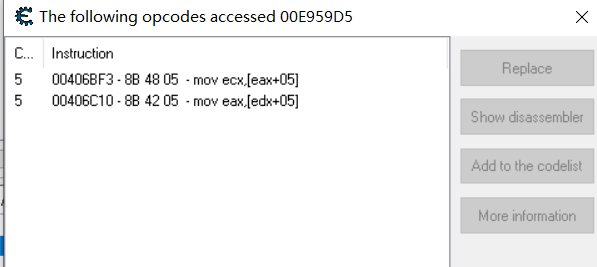 The following opcodes accessed 00E959D5
C... Instruction
5 00406BF3 - 8B 48 05 - mov ecx,[eax+05]
5 00406C10 - 8B 42 05 - mov eax,[edx+05]
Replace
Show disassembler
Add to the codelist
More information